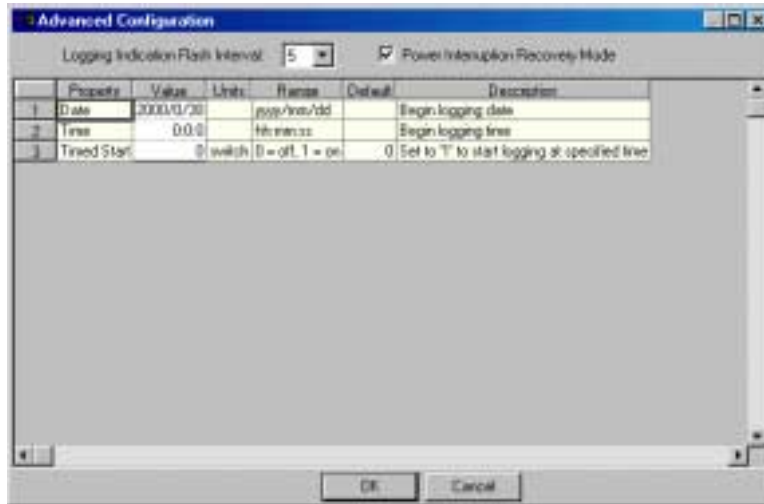 Advanced Configuration
Logging Indication Flash Interval: 5 Power Interruption Recovery Mode
Property Value Units Range Default Description
1 Date yyyy/mm/dd Begin logging date
2 Time 0:0:0 hh:mm:ss Begin logging time
3 Timed Start 0 switch 0 = off, 1 = on 0 Set to "1" to start logging at specified time
OK Cancel